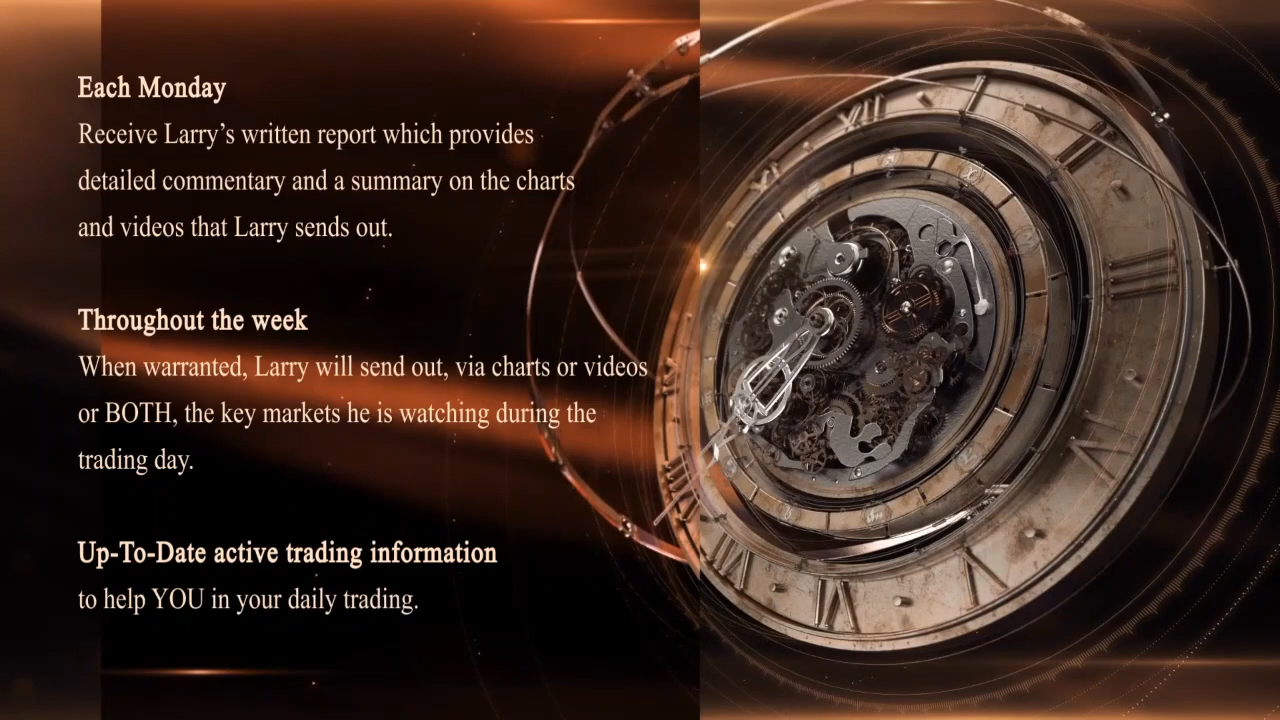 Each Monday
Receive Larry’s written report which provides
detailed commentary and a summary on the charts
and videos that Larry sends out.
Throughout the week
When warranted, Larry will send out, via charts or videos
or BOTH, the key markets he is watching during the
trading day.
Up-To-Date active trading information
to help YOU in your daily trading.